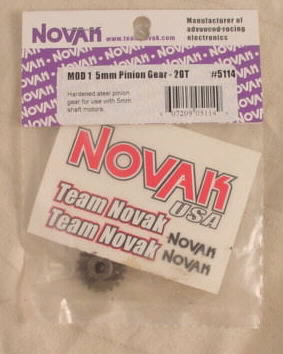 NOVAK
www.teamnovak.com
Manufacturer of
advanced-racing
electronics
MOD 1 5mm Pinion Gear - 20T #5114
Hardened steel pinion
gear for use with 5mm
shaft motors.
NOVAK
USA
Team Novak
Team Novak
NOVAK
NOVAK